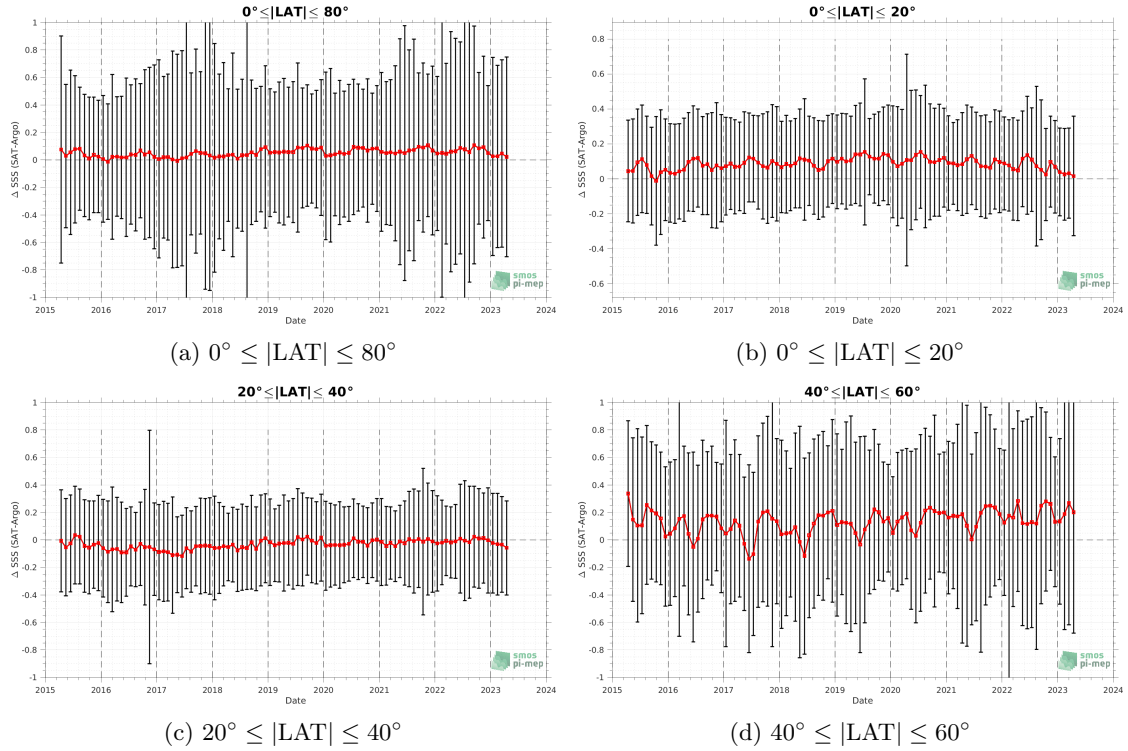 0°≤|LAT|≤ 80°
Δ SSS (SAT-Argo)
1
0.8
0.6
0.4
0.2
0
-0.2
-0.4
-0.6
-0.8
-1
2015 2016 2017 2018 2019 2020 2021 2022 2023 2024
Date
smos
pi-mep
(a) 0° ≤ |LAT| ≤ 80°
0°≤|LAT|≤ 20°
Δ SSS (SAT-Argo)
0.8
0.6
0.4
0.2
0
-0.2
-0.4
-0.6
2015 2016 2017 2018 2019 2020 2021 2022 2023 2024
Date
smos
pi-mep
(b) 0° ≤ |LAT| ≤ 20°
20°≤|LAT|≤ 40°
Δ SSS (SAT-Argo)
1
0.8
0.6
0.4
0.2
0
-0.2
-0.4
-0.6
-0.8
-1
2015 2016 2017 2018 2019 2020 2021 2022 2023 2024
Date
smos
pi-mep
(c) 20° ≤ |LAT| ≤ 40°
40°≤|LAT|≤ 60°
Δ SSS (SAT-Argo)
1
0.8
0.6
0.4
0.2
0
-0.2
-0.4
-0.6
-0.8
-1
2015 2016 2017 2018 2019 2020 2021 2022 2023 2024
Date
smos
pi-mep
(d) 40° ≤ |LAT| ≤ 60°